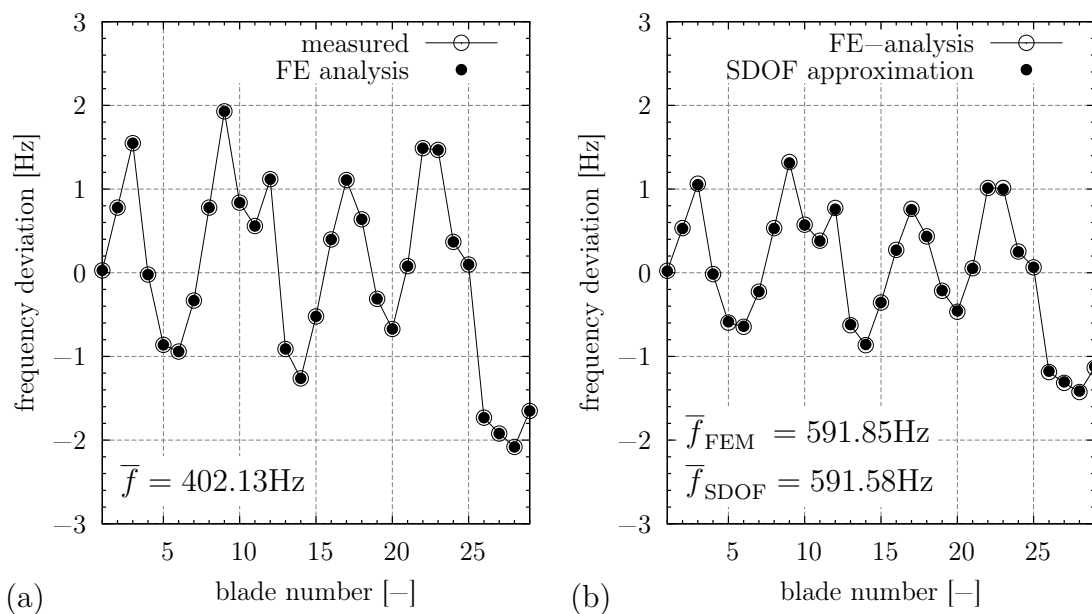 3
2
1
0
−1
−2
−3
5
10
15
20
25
frequency deviation [Hz]
blade number [−]
measured
FE analysis
f̅ = 402.13Hz
(a)
3
2
1
0
−1
−2
−3
5
10
15
20
25
frequency deviation [Hz]
blade number [−]
FE−analysis
SDOF approximation
f̅FEM = 591.85Hz
f̅SDOF = 591.58Hz
(b)